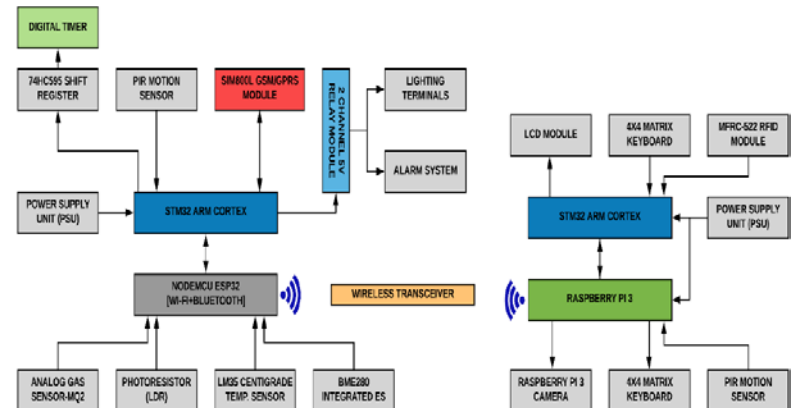 DIGITAL TIMER
74HC595 SHIFT
REGISTER
PIR MOTION
SENSOR
SIM800L GSM/GPRS
MODULE
2 CHANNEL 5V
RELAY MODULE
LIGHTING
TERMINALS
ALARM SYSTEM
LCD MODULE
4X4 MATRIX
KEYBOARD
MFRC-522 RFID
MODULE
POWER SUPPLY
UNIT (PSU)
STM32 ARM CORTEX
STM32 ARM CORTEX
POWER SUPPLY
UNIT (PSU)
NODEMCU ESP32
[WI-FI+BLUETOOTH]
WIRELESS TRANSCEIVER
RASPBERRY PI 3
ANALOG GAS
SENSOR-MQ2
PHOTORESISTOR
(LDR)
LM35 CENTIGRADE
TEMP. SENSOR
BME280
INTEGRATED ES
RASPBERRY PI 3
CAMERA
4X4 MATRIX
KEYBOARD
PIR MOTION
SENSOR